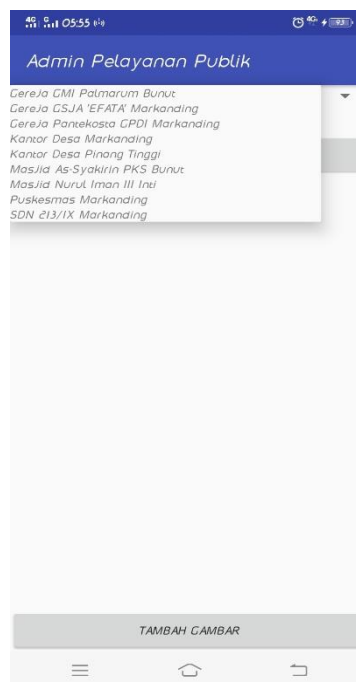 4G 05:55
Admin Pelayanan Publik
Gereja GMI Palmarum Bunut
Gereja GSJA 'EFATA' Markanding
Gereja Pantekosta GPDI Markanding
Kantor Desa Markanding
Kantor Desa Pinang Tinggi
Masjid As-Syakirin PKS Bunut
Masjid Nurul Iman III Inti
Puskesmas Markanding
SDN 213/IX Markanding
TAMBAH GAMBAR